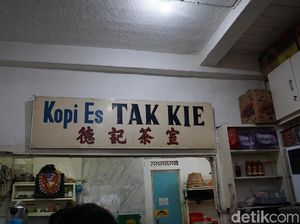 Kopi Es TAK KIE
德記茶室
detikcom